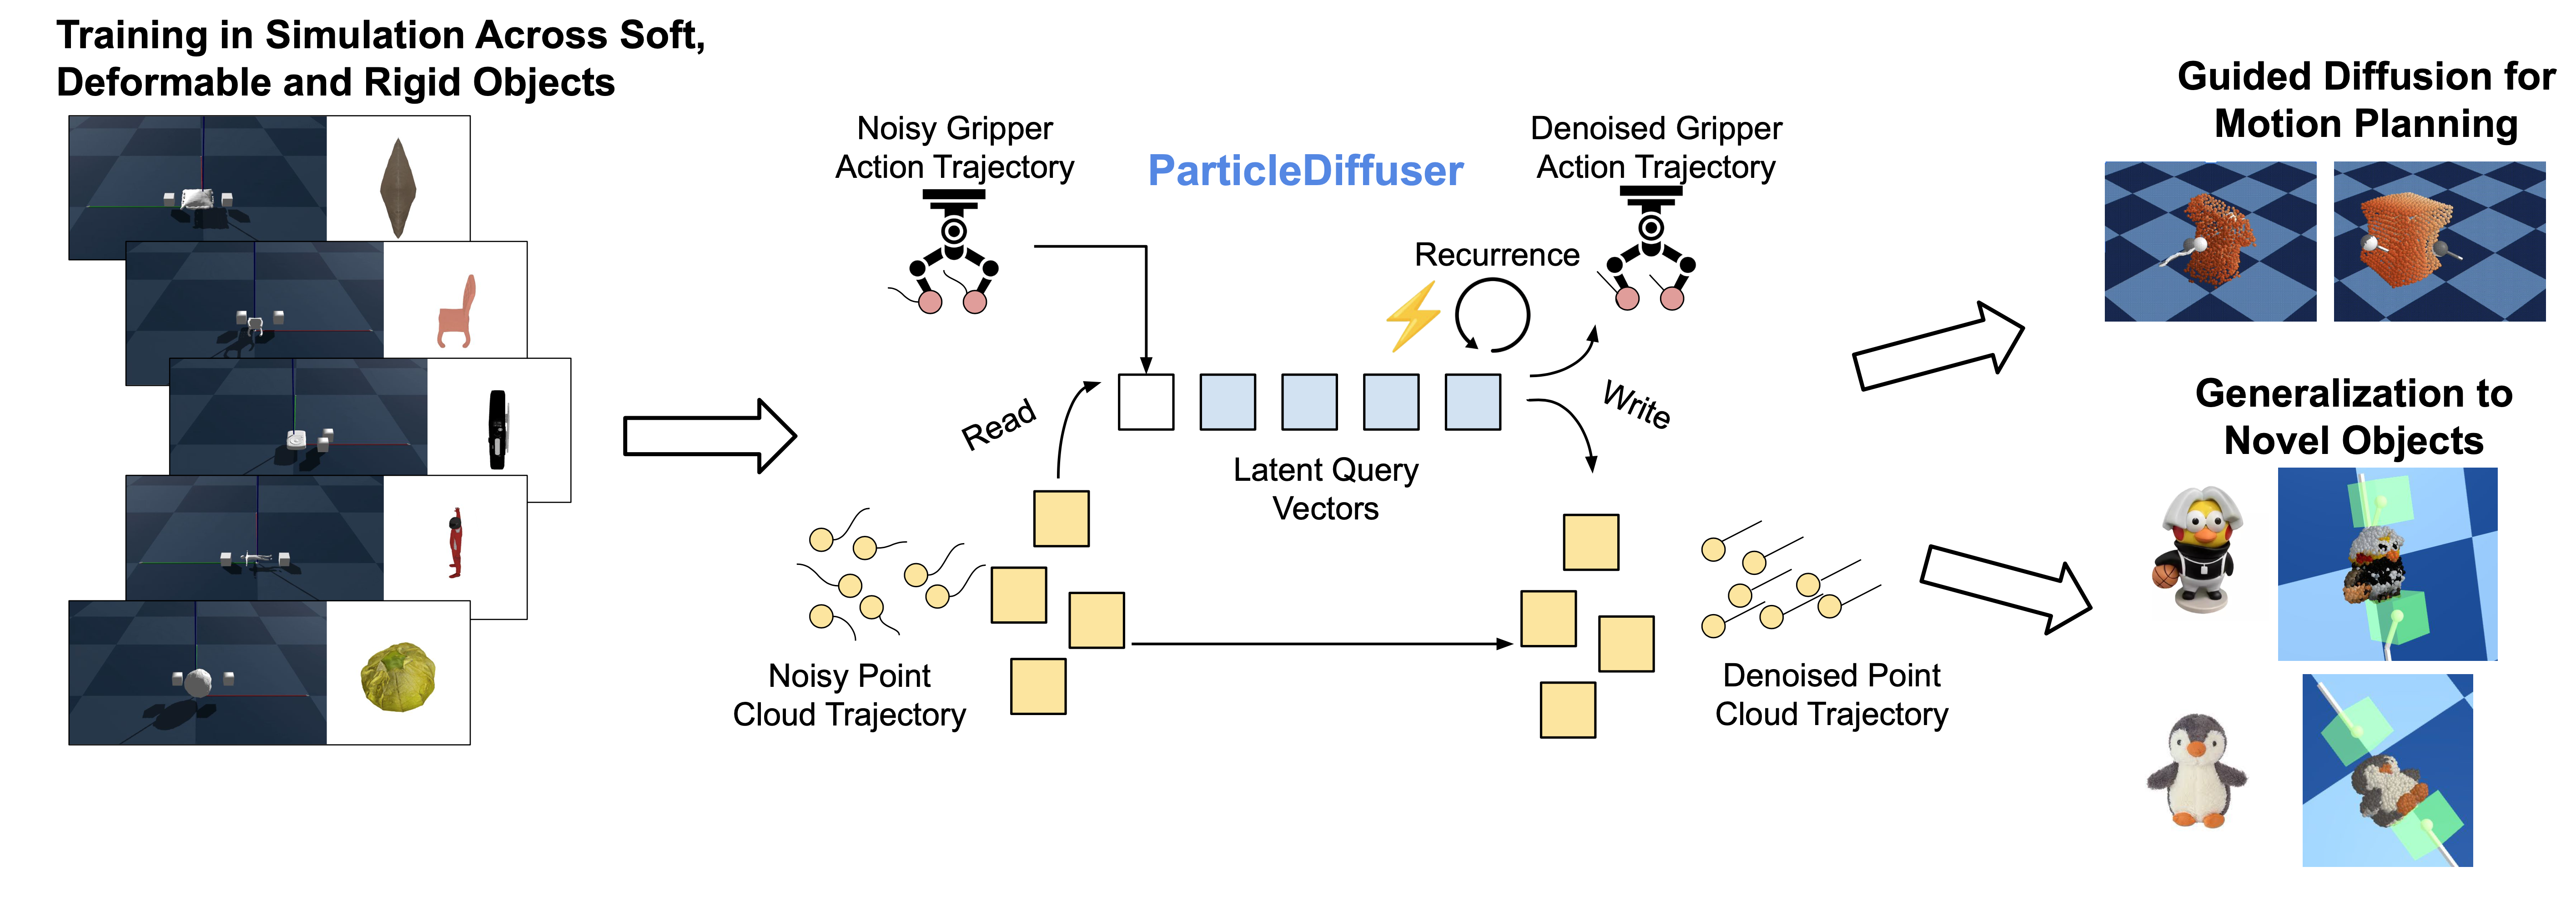 Training in Simulation Across Soft,
Deformable and Rigid Objects
Noisy Gripper
Action Trajectory
ParticleDiffuser
Denoised Gripper
Action Trajectory
Recurrence
Read
Write
Latent Query
Vectors
Noisy Point
Cloud Trajectory
Denoised Point
Cloud Trajectory
Guided Diffusion for
Motion Planning
Generalization to
Novel Objects